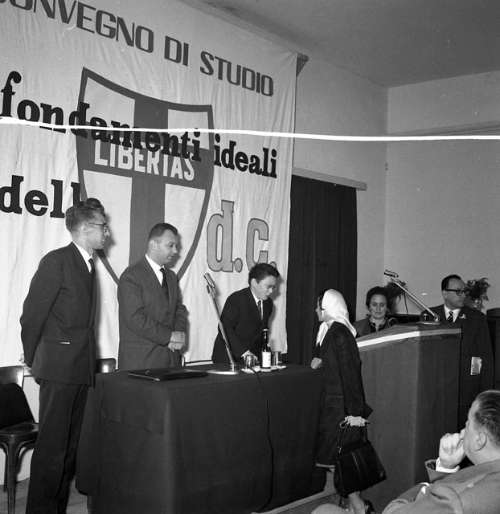 CONVEGNO DI STUDIO
fondamenti ideali
LIBERTAS
dell
d.c.